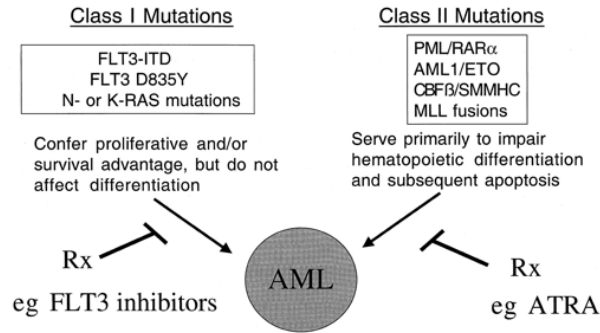 Class I Mutations
FLT3-ITD
FLT3 D835Y
N- or K-RAS mutations
Confer proliferative and/or
survival advantage, but do not
affect differentiation
Class II Mutations
PML/RARα
AML1/ETO
CBFß/SMMHC
MLL fusions
Serve primarily to impair
hematopoietic differentiation
and subsequent apoptosis
Rx
eg FLT3 inhibitors
AML
Rx
eg ATRA